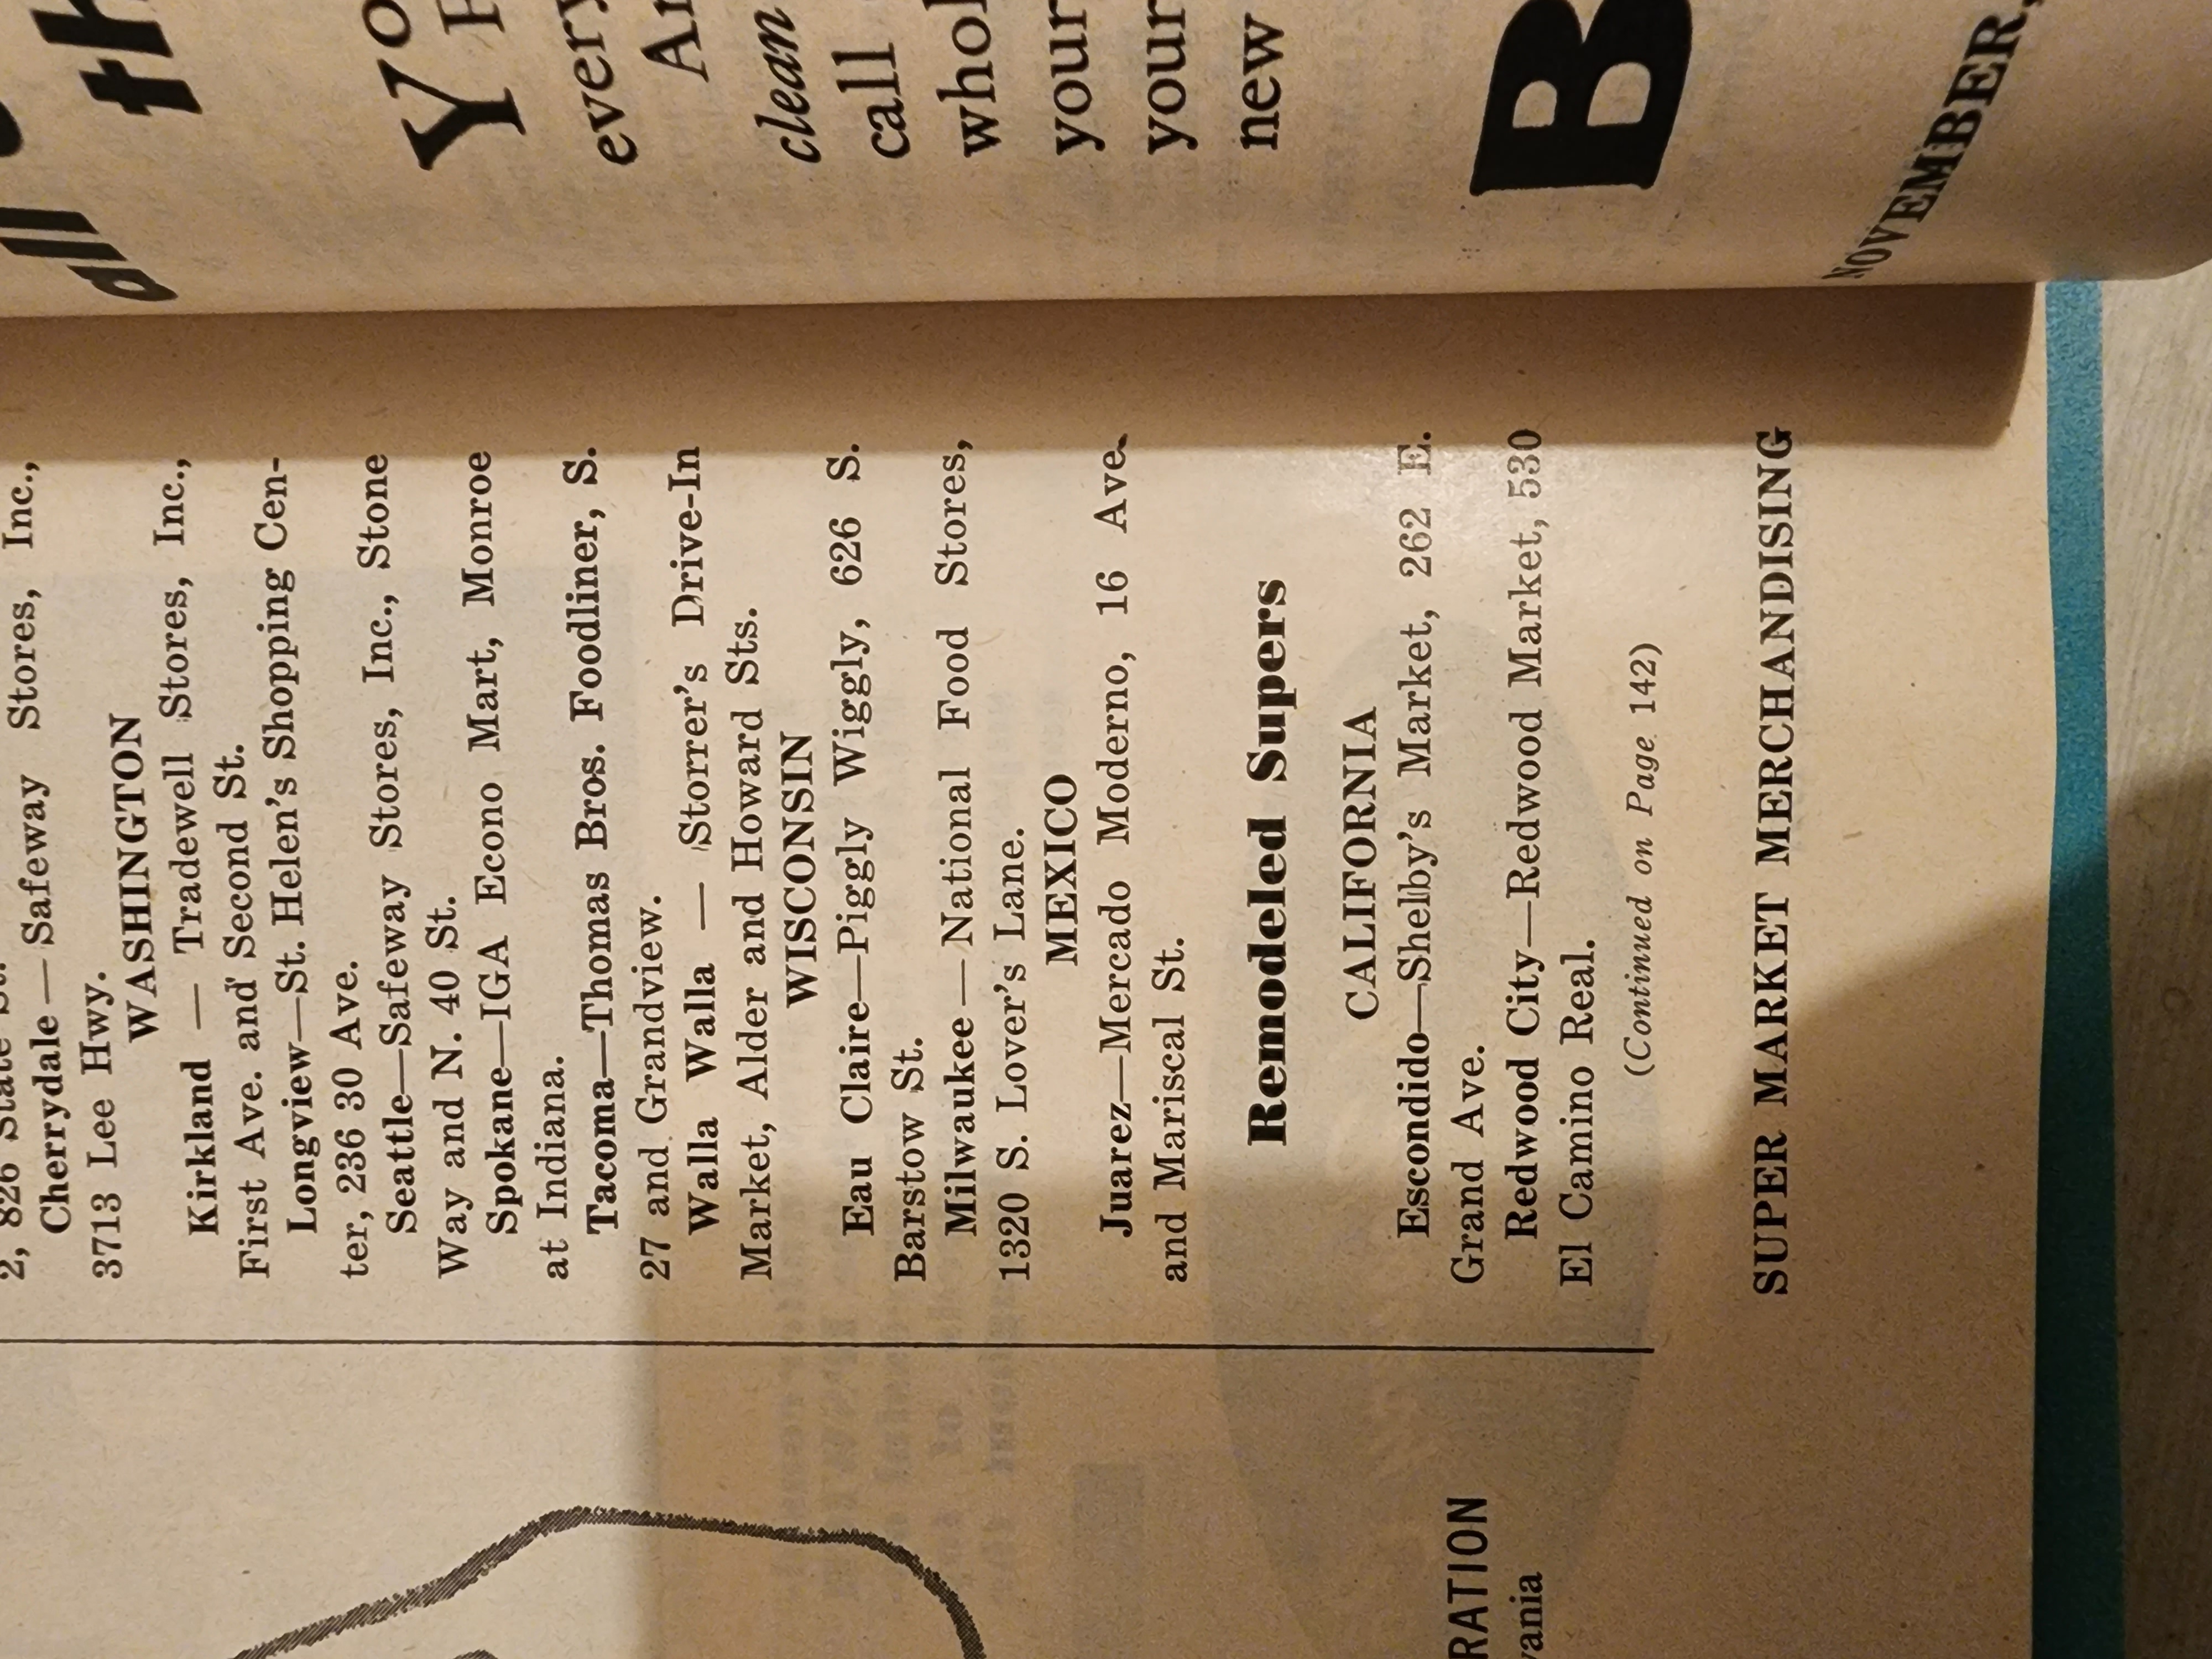 2, 826 State St.
Cherrydale—Safeway Stores, Inc.,
3713 Lee Hwy.
WASHINGTON
Kirkland — Tradewell Stores, Inc.,
First Ave. and Second St.
Longview—St. Helen's Shopping Cen-
ter, 236 30 Ave.
Seattle—Safeway Stores, Inc., Stone
Way and N. 40 St.
Spokane—IGA Econo Mart, Monroe
at Indiana.
Tacoma—Thomas Bros. Foodliner, S.
27 and Grandview.
Walla Walla — Storrer's Drive-In
Market, Alder and Howard Sts.
WISCONSIN
Eau Claire—Piggly Wiggly, 626 S.
Barstow St.
Milwaukee—National Food Stores,
1320 S. Lover's Lane.
MEXICO
Juarez—Mercado Moderno, 16 Ave.
and Mariscal St.
Remodeled Supers
CALIFORNIA
Escondido—Shelby's Market, 262 E.
Grand Ave.
Redwood City—Redwood Market, 530
El Camino Real.
(Continued on Page 142)
SUPER MARKET MERCHANDISING
RATION
vania
all
th
Yo
every
clean
call
whol
your
your
new
B
NOVEMBER,